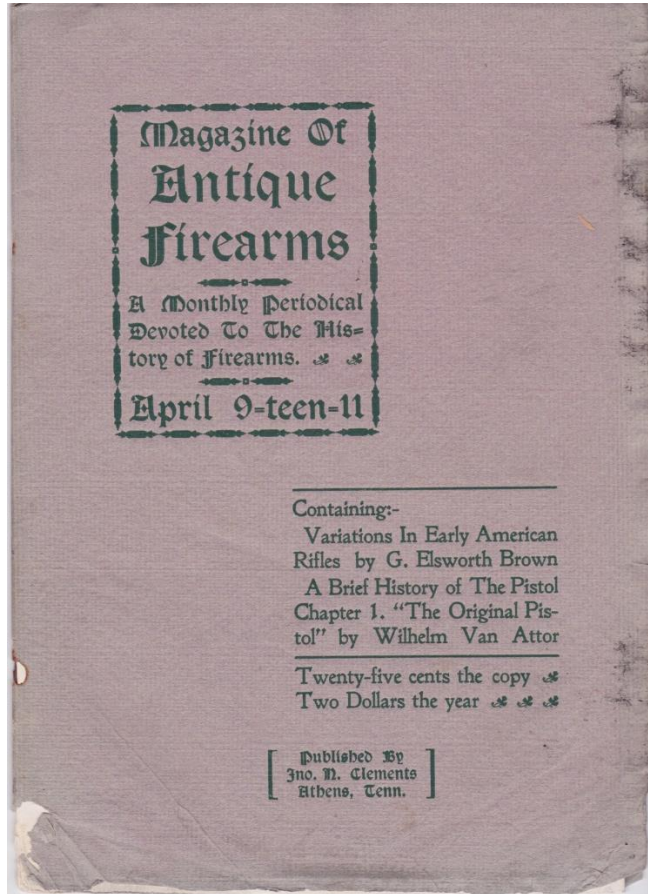 Magazine Of
Antique
Firearms
A Monthly Periodical
Devoted To The His=
tory of Firearms.
April 9=teen=11
Containing:-
Variations In Early American
Rifles by G. Elsworth Brown
A Brief History of The Pistol
Chapter 1. "The Original Pis-
tol" by Wilhelm Van Attor
Twenty-five cents the copy
Two Dollars the year
Published By
Jno. N. Clements
Athens, Tenn.